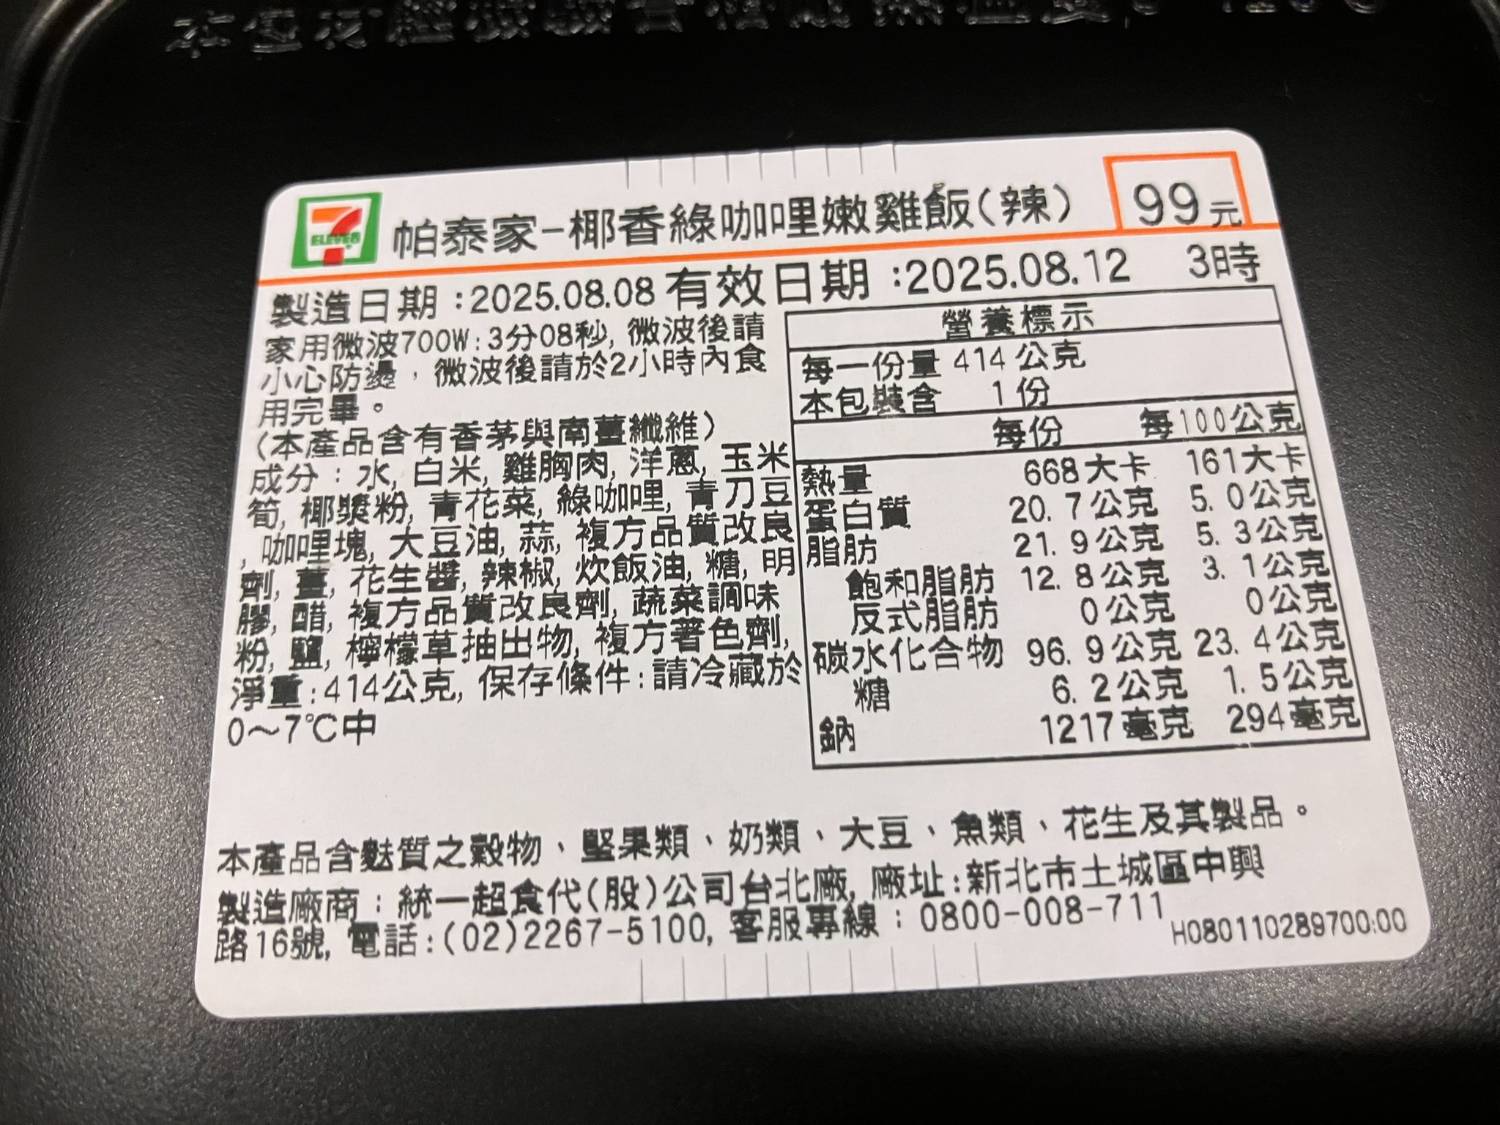 7
ELEVEN
帕泰家-椰香綠咖哩嫩雞飯(辣)
99元
製造日期:2025.08.08 有效日期:2025.08.12 3時
家用微波700W:3分08秒, 微波後請
小心防燙，微波後請於2小時內食
用完畢。
(本產品含有香茅與南薑纖維)
成分:水, 白米, 雞胸肉, 洋蔥, 玉米
筍, 椰漿粉, 青花菜, 綠咖哩, 青刀豆
, 咖哩塊, 大豆油, 蒜, 複方品質改良
劑, 薑, 花生醬, 辣椒, 炊飯油, 糖, 明
膠, 醋, 複方品質改良劑, 蔬菜調味
粉, 鹽, 檸檬草抽出物, 複方著色劑,
淨重:414公克, 保存條件:請冷藏於
0～7℃中
營養標示
每一份量 414 公克
本包裝含 1 份
每份 每100公克
熱量 668大卡 161大卡
蛋白質 20.7公克 5.0公克
脂肪 21.9公克 5.3公克
飽和脂肪 12.8公克 3.1公克
反式脂肪 0公克 0公克
碳水化合物 96.9公克 23.4公克
糖 6.2公克 1.5公克
鈉 1217毫克 294毫克
本產品含麩質之穀物、堅果類、奶類、大豆、魚類、花生及其製品。
製造廠商:統一超食代(股)公司台北廠, 廠址:新北市土城區中興
路16號, 電話:(02)2267-5100, 客服專線:0800-008-711
H080110289700:00